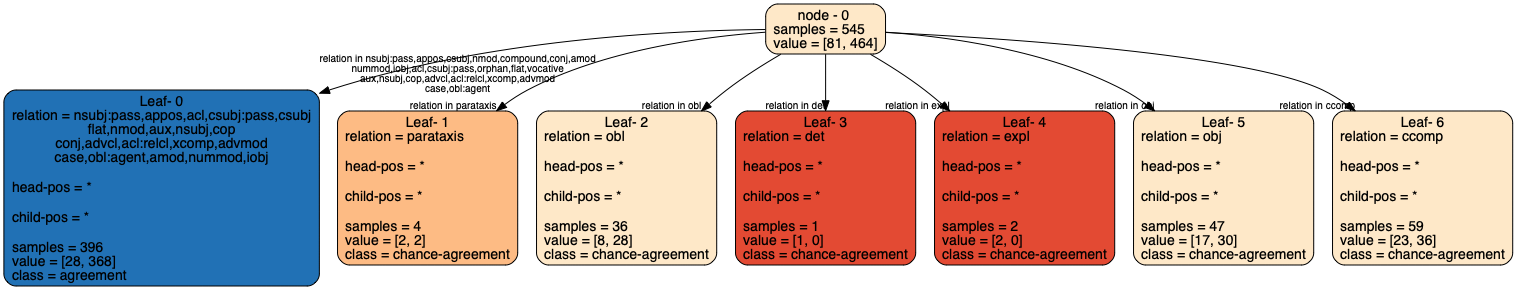 node - 0
samples = 545
value = [81, 464]
relation in nsubj:pass,appos,csubj,nmod,compound,conj,amod
nummod,iobj,acl,csubj:pass,orphan,flat,vocative
aux,nsubj,cop,advcl,acl:relcl,xcomp,advmod
case,obl:agent
relation in parataxis
relation in obl
relation in det
relation in expl
relation in obj
relation in ccomp
Leaf- 0
relation = nsubj:pass,appos,acl,csubj:pass,csubj
flat,nmod,aux,nsubj,cop
conj,advcl,acl:relcl,xcomp,advmod
case,obl:agent,amod,nummod,iobj
head-pos = *
child-pos = *
samples = 396
value = [28, 368]
class = agreement
Leaf- 1
relation = parataxis
head-pos = *
child-pos = *
samples = 4
value = [2, 2]
class = chance-agreement
Leaf- 2
relation = obl
head-pos = *
child-pos = *
samples = 36
value = [8, 28]
class = chance-agreement
Leaf- 3
relation = det
head-pos = *
child-pos = *
samples = 1
value = [1, 0]
class = chance-agreement
Leaf- 4
relation = expl
head-pos = *
child-pos = *
samples = 2
value = [2, 0]
class = chance-agreement
Leaf- 5
relation = obj
head-pos = *
child-pos = *
samples = 47
value = [17, 30]
class = chance-agreement
Leaf- 6
relation = ccomp
head-pos = *
child-pos = *
samples = 59
value = [23, 36]
class = chance-agreement